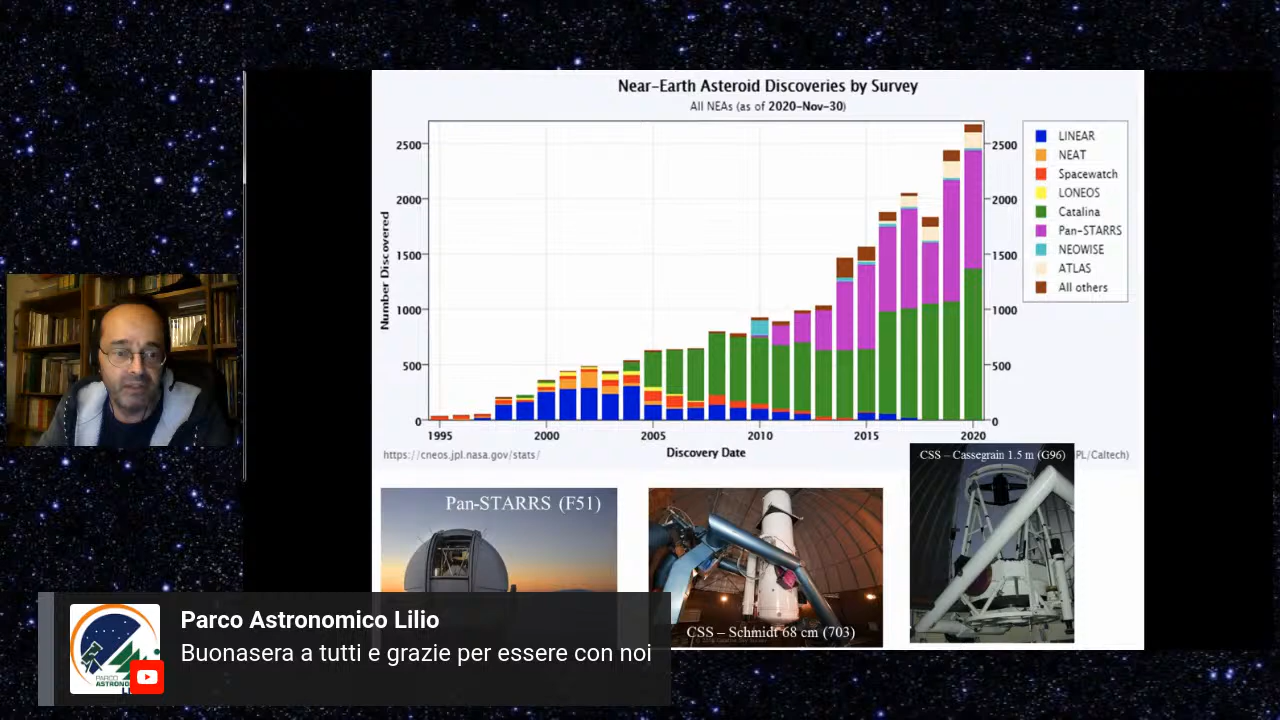 Near-Earth Asteroid Discoveries by Survey
All NEAs (as of 2020-Nov-30)
2500
2000
1500
1000
500
0
Number Discovered
2500
2000
1500
1000
500
0
1995
2000
2005
2010
2015
2020
Discovery Date
LINEAR
NEAT
Spacewatch
LONEOS
Catalina
Pan-STARRS
NEOWISE
ATLAS
All others
https://cneos.jpl.nasa.gov/stats/
PL/Caltech)
Pan-STARRS (F51)
CSS – Schmidt 68 cm (703)
CSS – Cassegrain 1.5 m (G96)
Parco Astronomico Lilio
Buonasera a tutti e grazie per essere con noi
PARCO